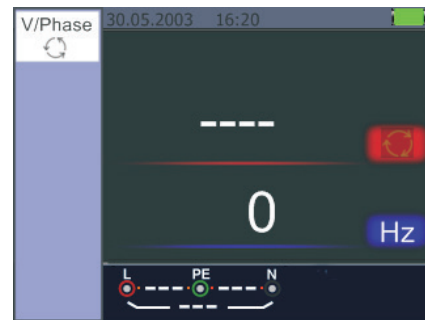 V/Phase
30.05.2003 16:20
----
0
Hz
L PE N
--- ---
---